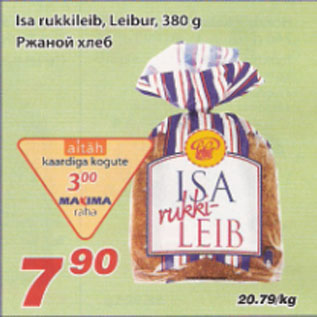 Isa rukkileib, Leibur, 380 g
Ржаной хлеб
aitäh
kaardiga kogute
3.00
MAXIMA
raha
ISA
rukki-
LEIB
7.90
20.79/kg